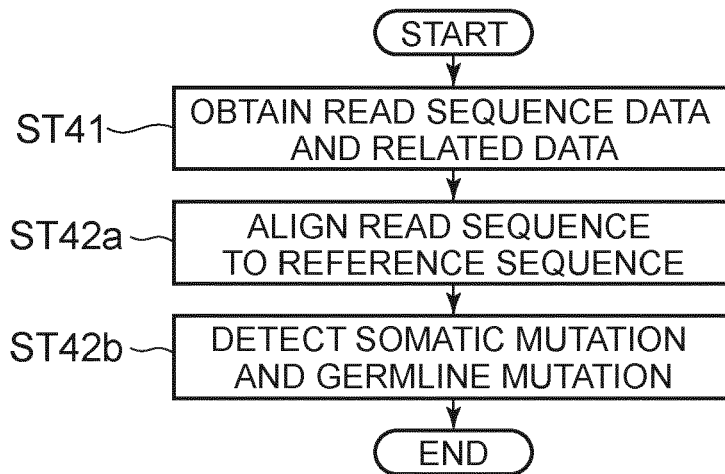 START
ST41
OBTAIN READ SEQUENCE DATA
AND RELATED DATA
ST42a
ALIGN READ SEQUENCE
TO REFERENCE SEQUENCE
ST42b
DETECT SOMATIC MUTATION
AND GERMLINE MUTATION
END